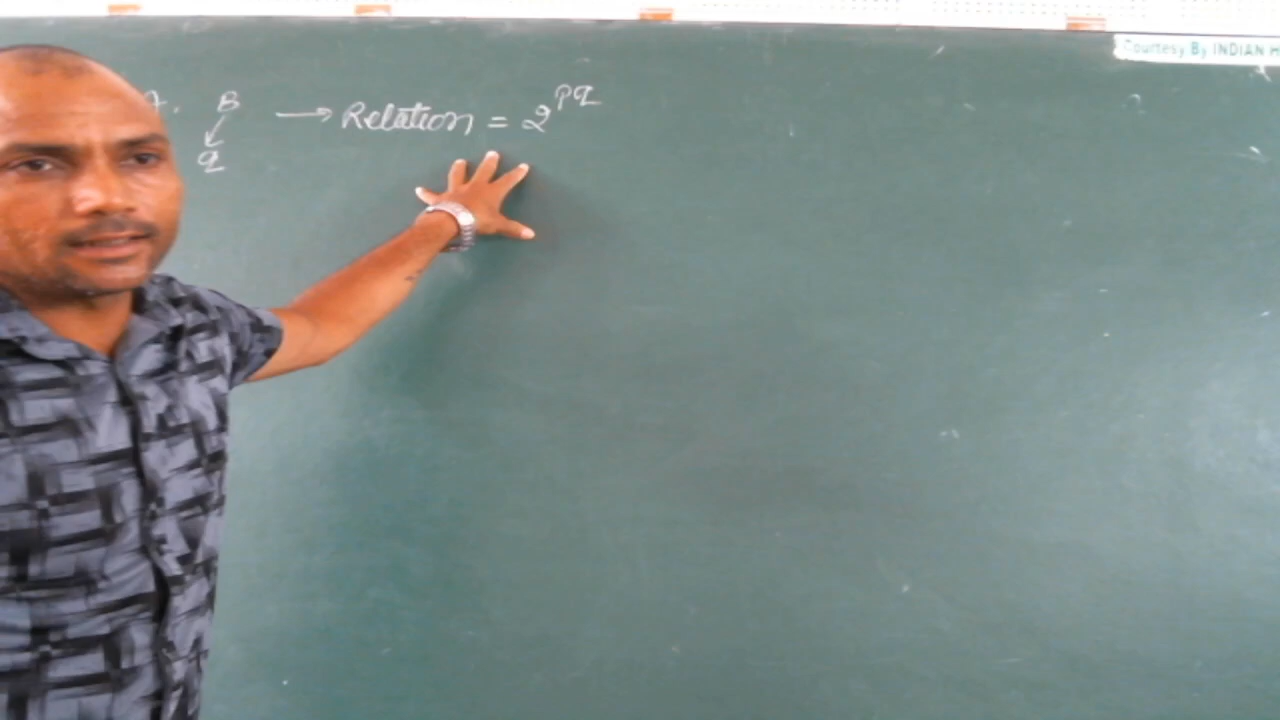 A, B → Relation = 2^{pq}
q
Courtesy By INDIAN